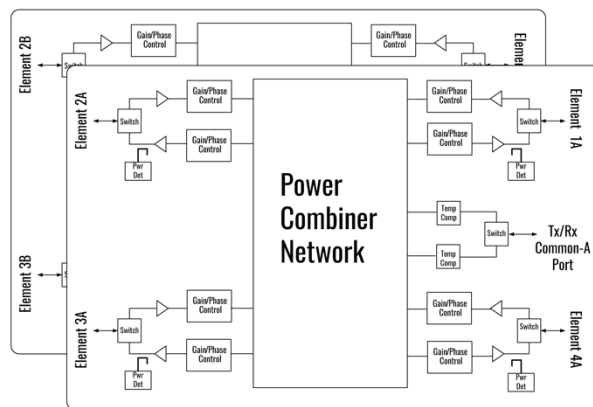 Element 2B
Switch
Gain/Phase
Control
Gain/Phase
Control
Element 2A
Switch
Gain/Phase
Control
Gain/Phase
Control
Pwr
Det
Power
Combiner
Network
Gain/Phase
Control
Gain/Phase
Control
Switch
Element 1A
Pwr
Det
Temp
Comp
Temp
Comp
Switch
Tx/Rx
Common-A
Port
Element 3B
Element 3A
Switch
Gain/Phase
Control
Gain/Phase
Control
Pwr
Det
Gain/Phase
Control
Gain/Phase
Control
Switch
Element 4A
Pwr
Det